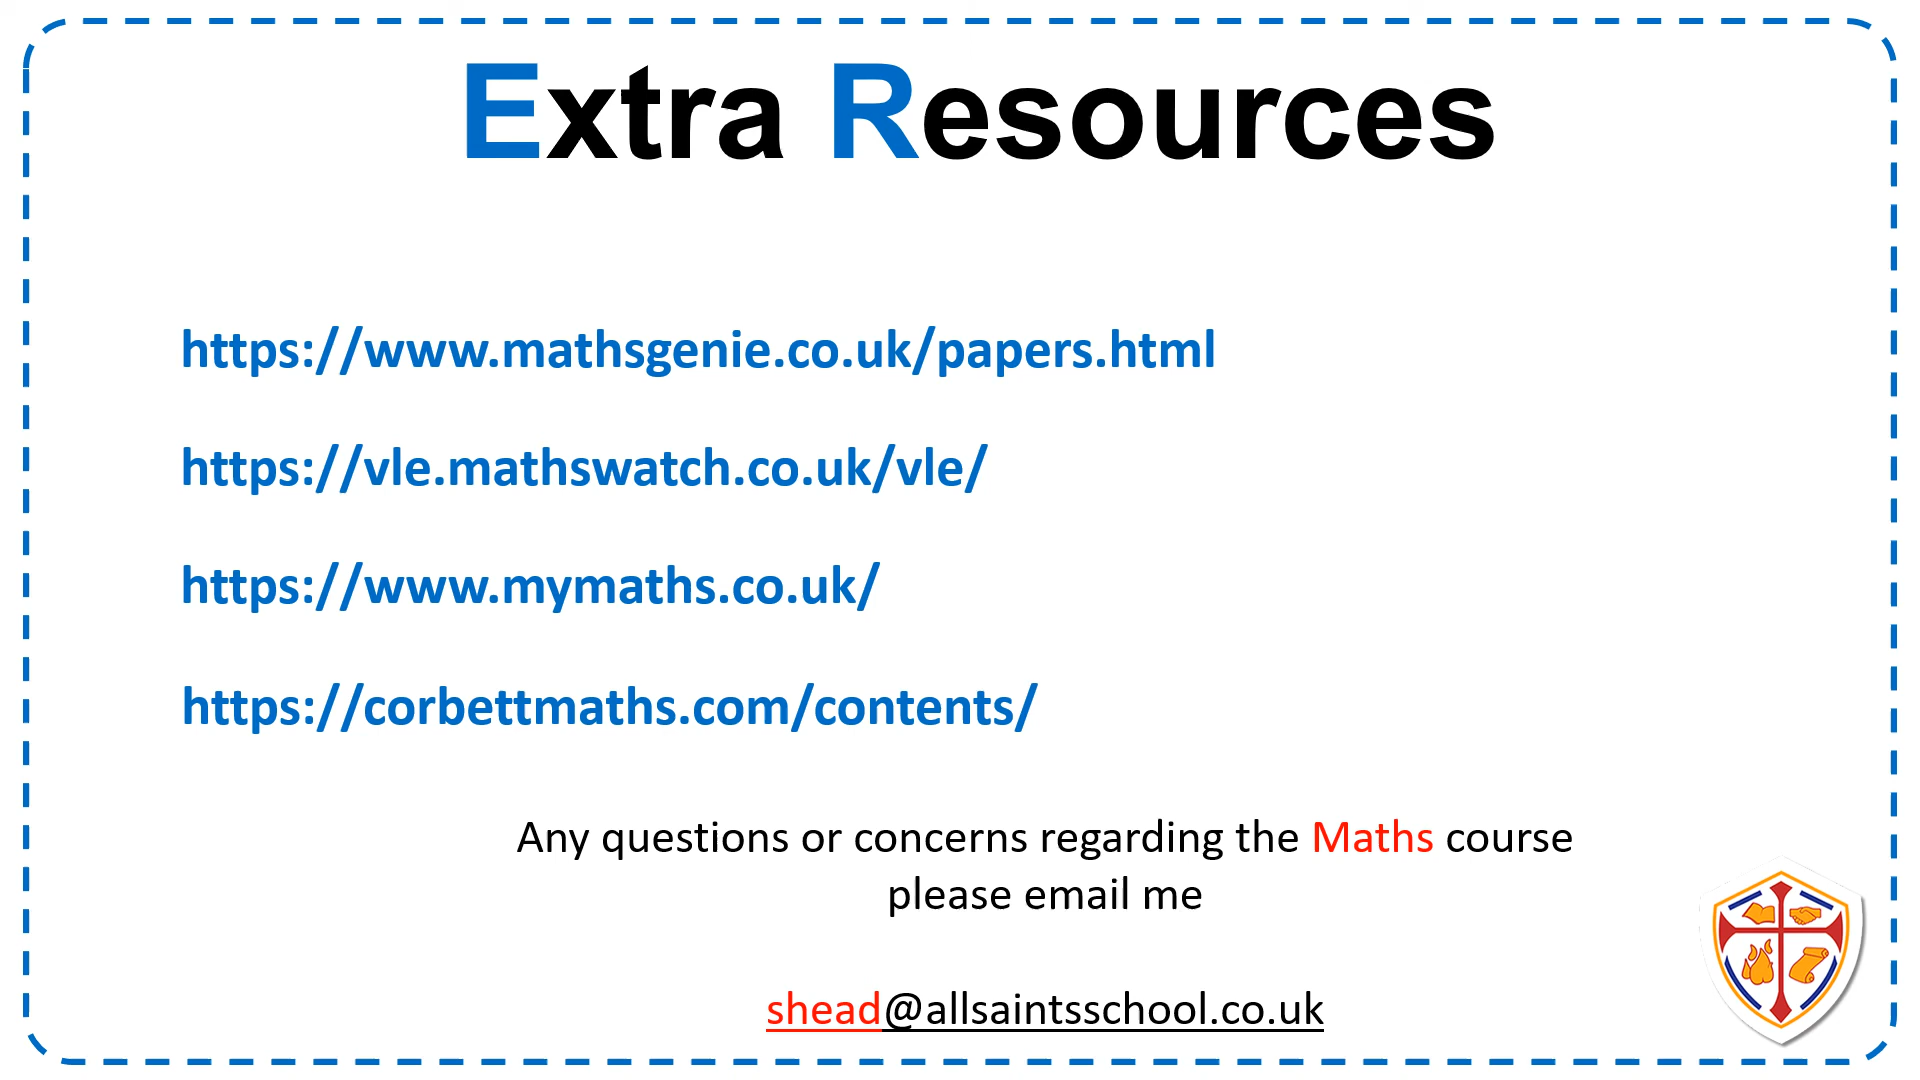 Extra Resources
https://www.mathsgenie.co.uk/papers.html
https://vle.mathswatch.co.uk/vle/
https://www.mymaths.co.uk/
https://corbettmaths.com/contents/
Any questions or concerns regarding the Maths course
please email me
shead@allsaintsschool.co.uk